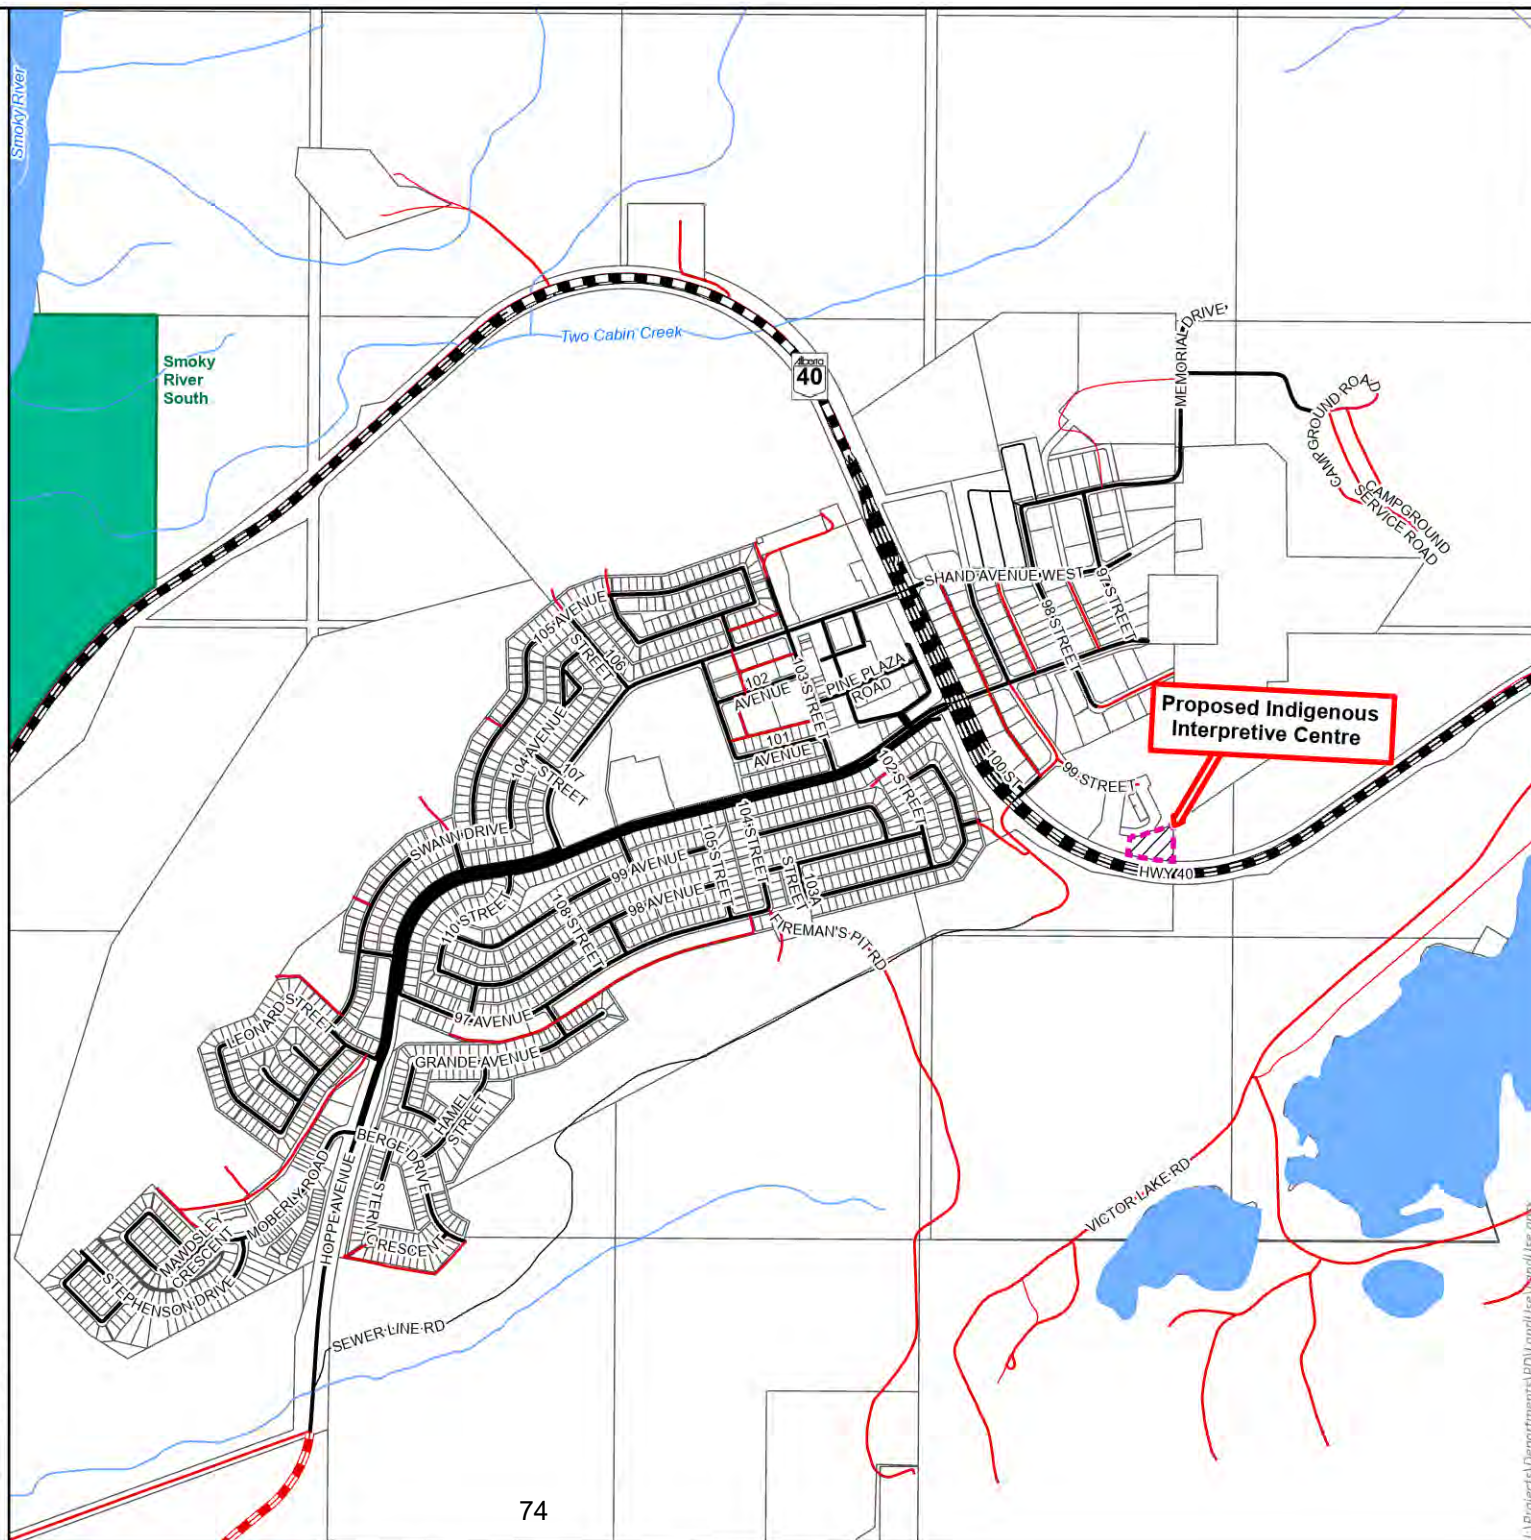 Smoky River
Smoky
River
South
Two Cabin Creek
Alberta
40
MEMORIAL DRIVE
CAMPGROUND ROAD
CAMPGROUND
SERVICE ROAD
SHAND AVENUE WEST
97 STREET
98 STREET
105 AVENUE
106
STREET
102
AVENUE
103 STREET
PINE PLAZA
ROAD
Proposed Indigenous
Interpretive Centre
104 AVENUE
107
STREET
101
AVENUE
102 STREET
100 ST
99 STREET
HWY 40
SWANN DRIVE
99 AVENUE
98 AVENUE
105 STREET
104 STREET
103A
STREET
110 STREET
108 STREET
FIREMAN'S PIT RD
97 AVENUE
LEONARD
STREET
GRANDE AVENUE
HAMEL
STREET
BERGE DRIVE
STERN CRESCENT
MOBERLY ROAD
HOPPE AVENUE
MAWDSLEY
CRESCENT
STEPHENSON DRIVE
SEWER LINE RD
VICTOR LAKE RD
74